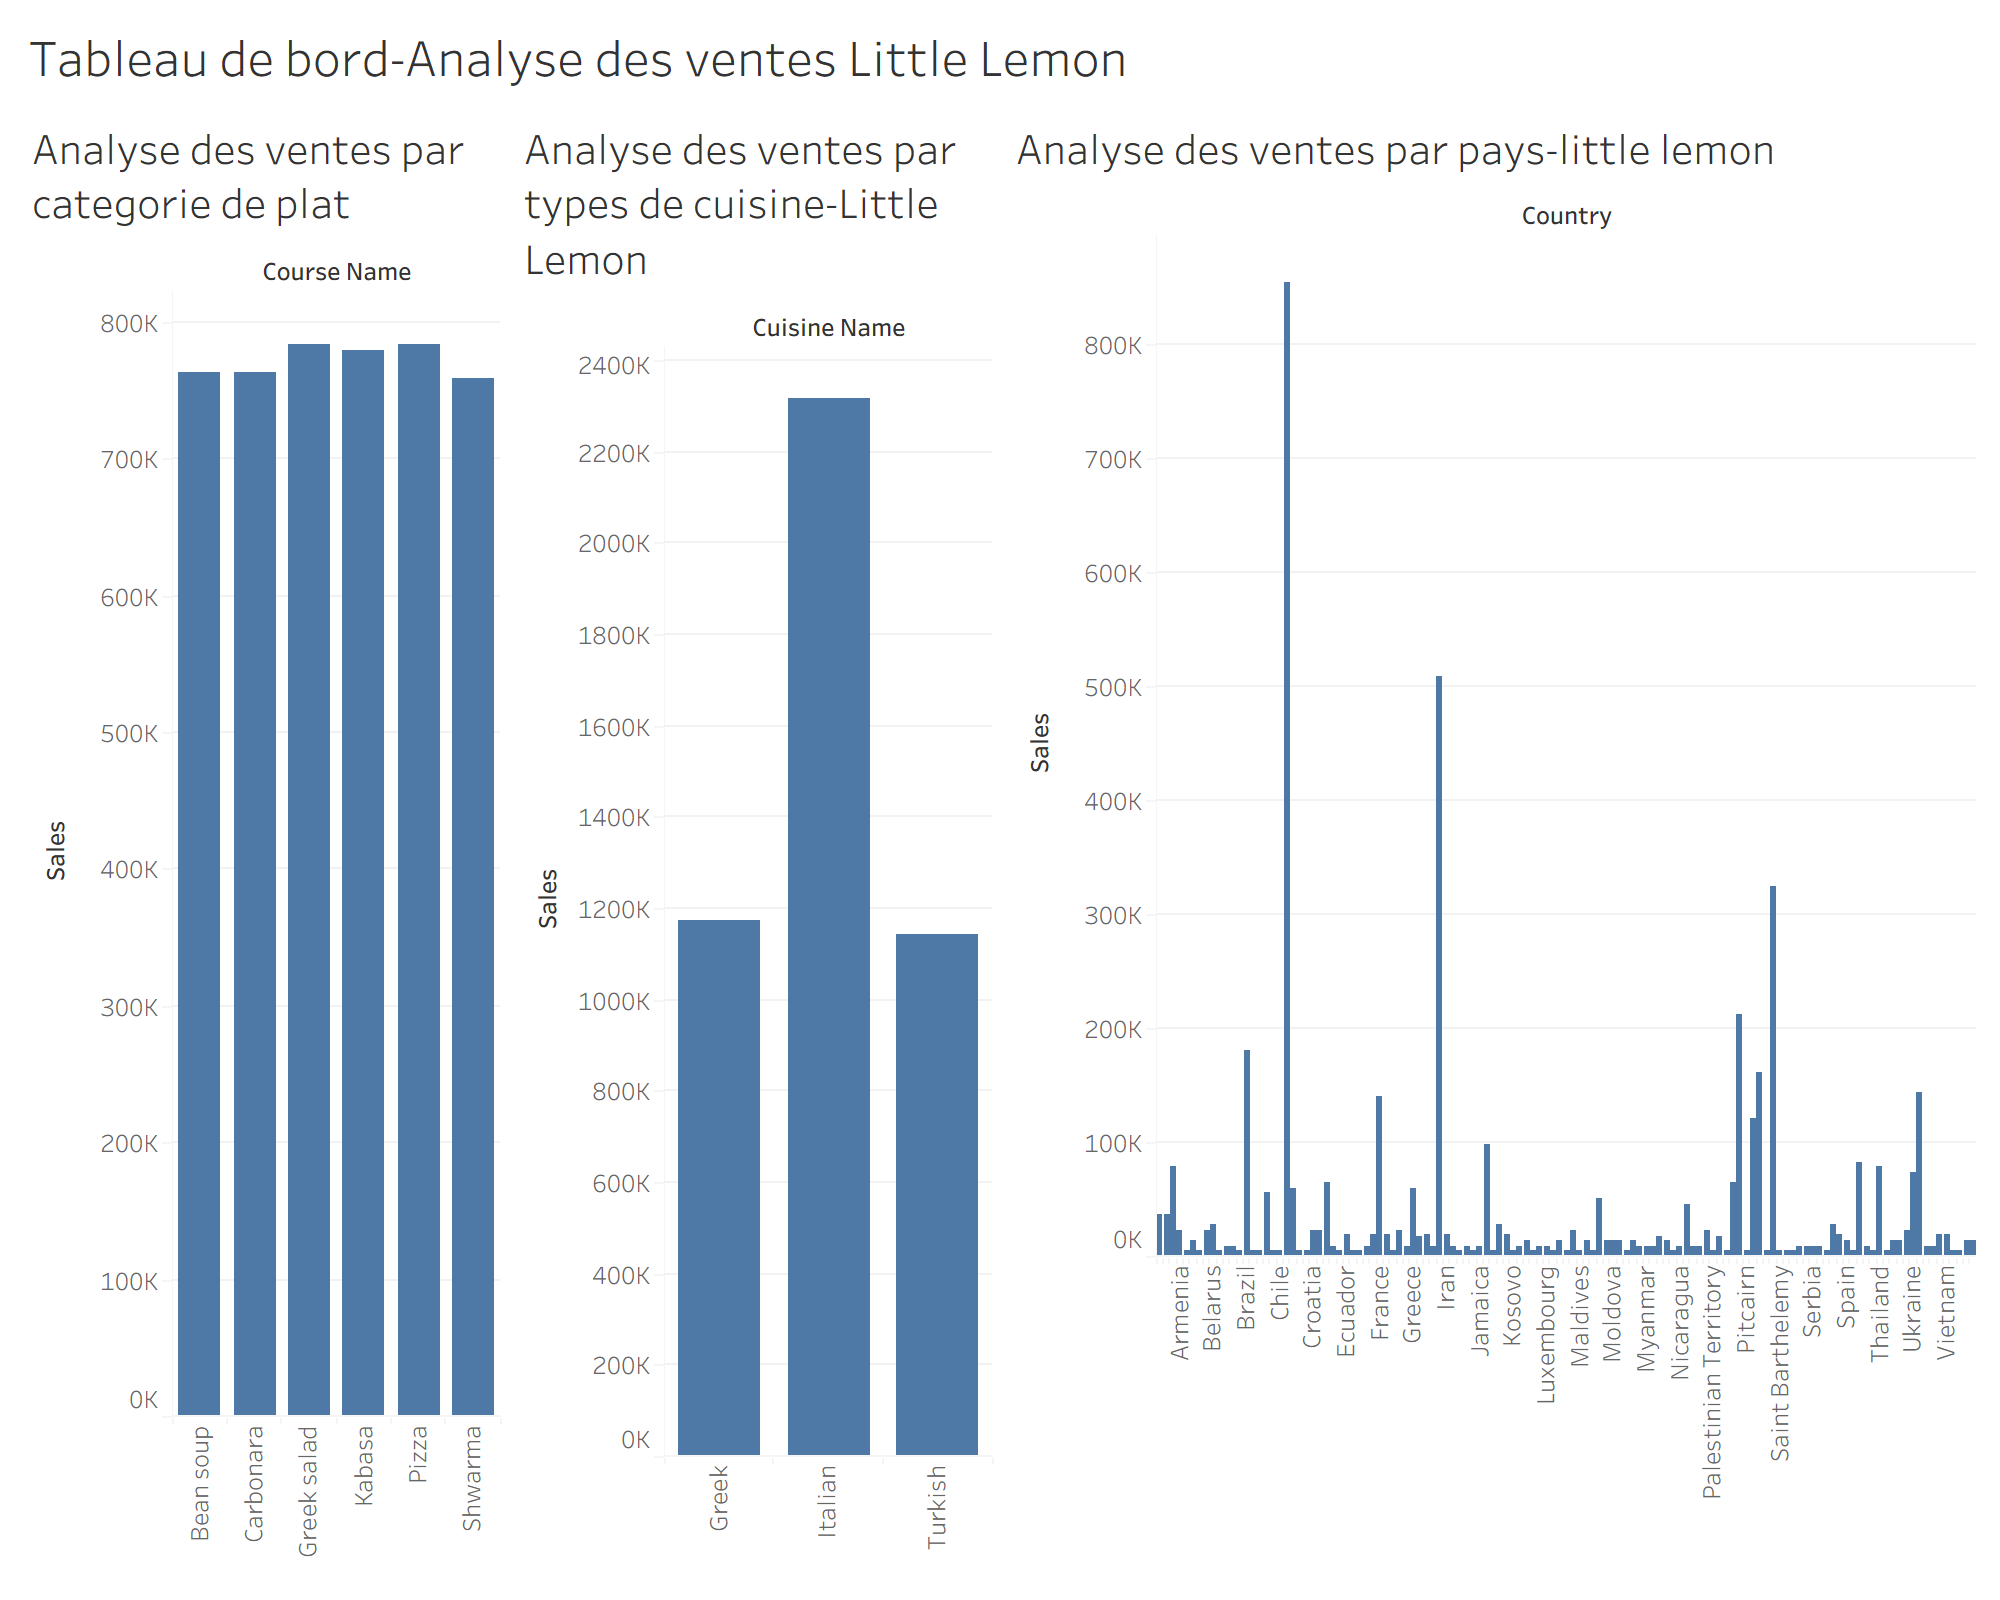 Tableau de bord-Analyse des ventes Little Lemon
Analyse des ventes par
categorie de plat
Course Name
800K
700K
600K
500K
400K
300K
200K
100K
0K
Sales
Bean soup
Carbonara
Greek salad
Kabasa
Pizza
Shwarma
Analyse des ventes par
types de cuisine-Little
Lemon
Cuisine Name
2400K
2200K
2000K
1800K
1600K
1400K
1200K
1000K
800K
600K
400K
200K
0K
Sales
Greek
Italian
Turkish
Analyse des ventes par pays-little lemon
Country
800K
700K
600K
500K
400K
300K
200K
100K
0K
Sales
Armenia
Belarus
Brazil
Chile
Croatia
Ecuador
France
Greece
Iran
Jamaica
Kosovo
Luxembourg
Maldives
Moldova
Myanmar
Nicaragua
Palestinian Territory
Pitcairn
Saint Barthelemy
Serbia
Spain
Thailand
Ukraine
Vietnam